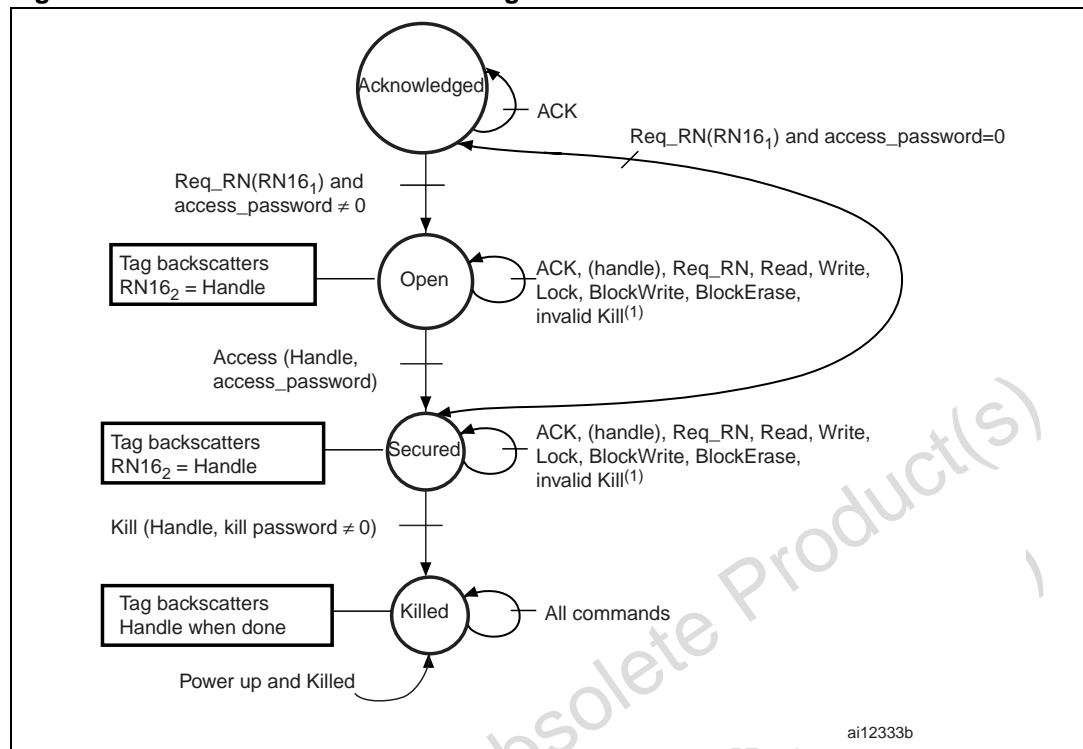 Acknowledged
ACK
Req_RN(RN16₁) and access_password=0
Req_RN(RN16₁) and
access_password ≠ 0
Tag backscatters
RN16₂ = Handle
Open
ACK, (handle), Req_RN, Read, Write,
Lock, BlockWrite, BlockErase,
invalid Kill⁽¹⁾
Access (Handle,
access_password)
Tag backscatters
RN16₂ = Handle
Secured
ACK, (handle), Req_RN, Read, Write,
Lock, BlockWrite, BlockErase,
invalid Kill⁽¹⁾
Kill (Handle, kill password ≠ 0)
Tag backscatters
Handle when done
Killed
All commands
Power up and Killed
bsolete Product(s)
ai12333b